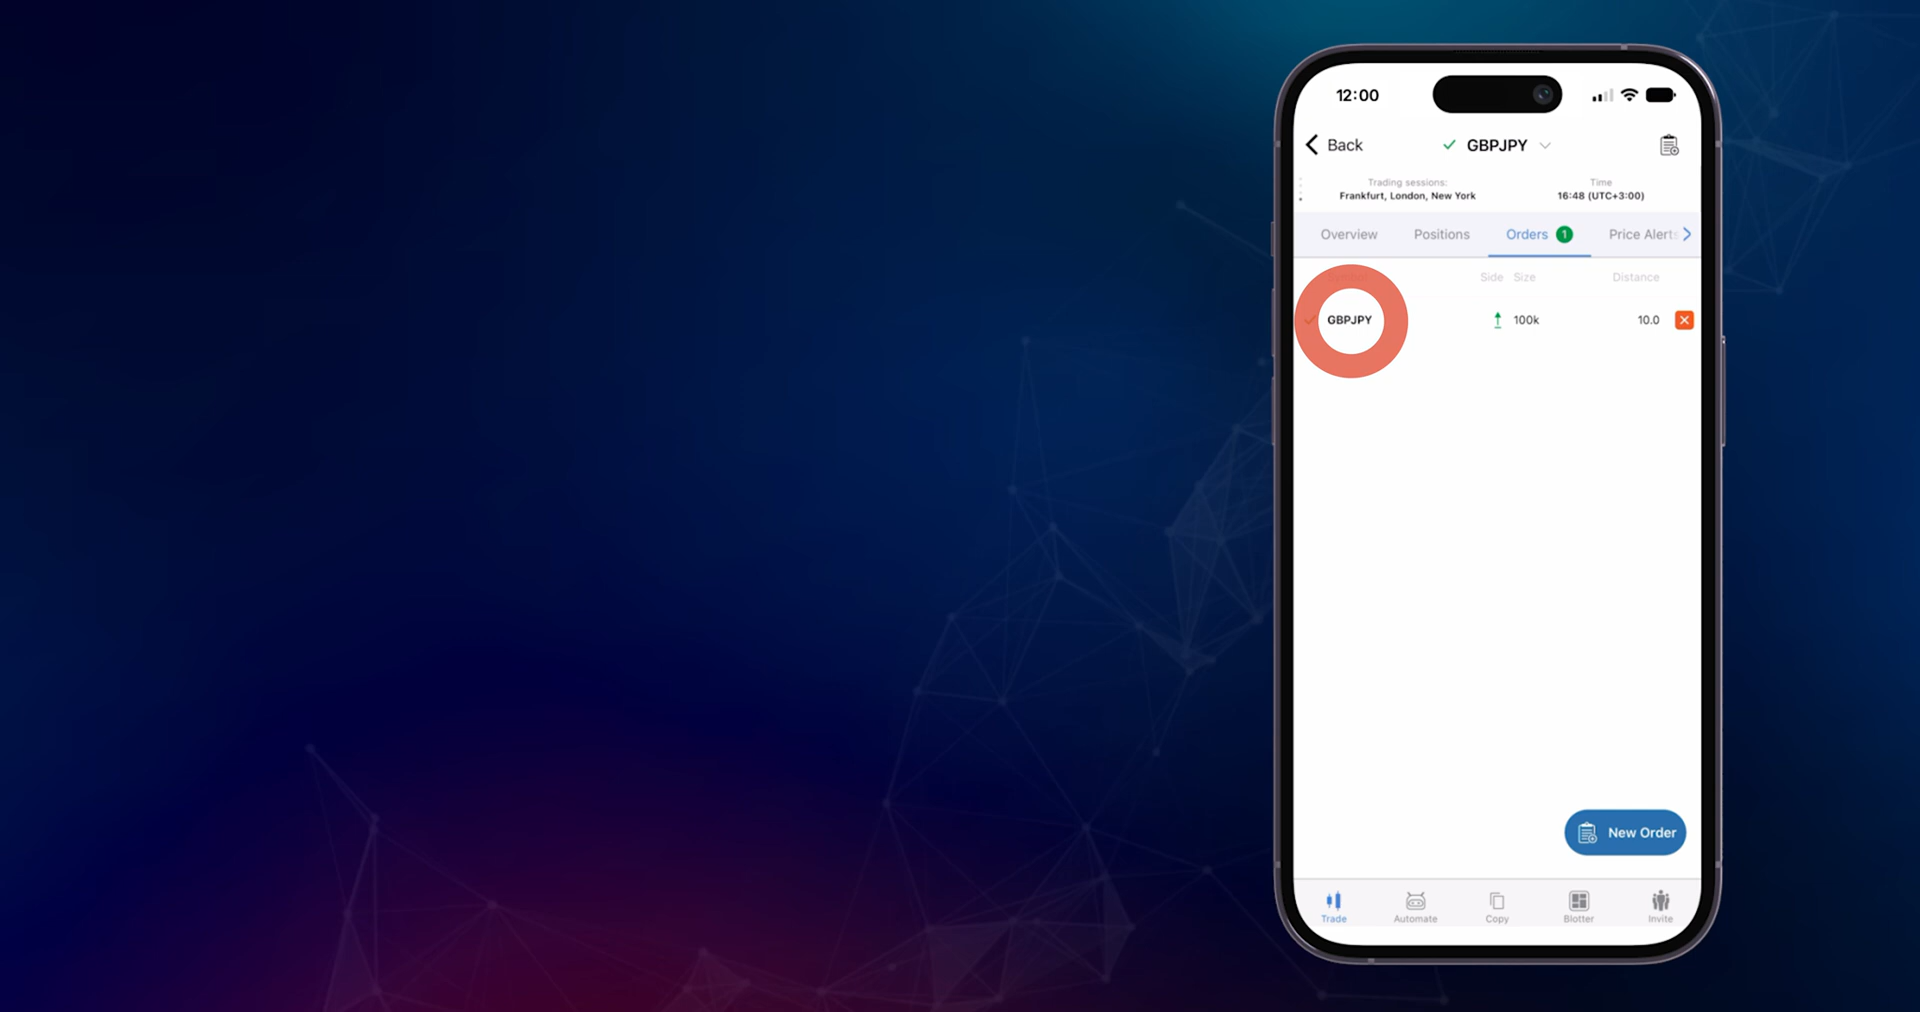 12:00
Back GBPJPY
Trading sessions: Time
Frankfurt, London, New York 16:48 (UTC+3:00)
Overview Positions Orders 1 Price Alerts
Side Size Distance
GBPJPY 100k 10.0
New Order
Trade Automate Copy Blotter Invite